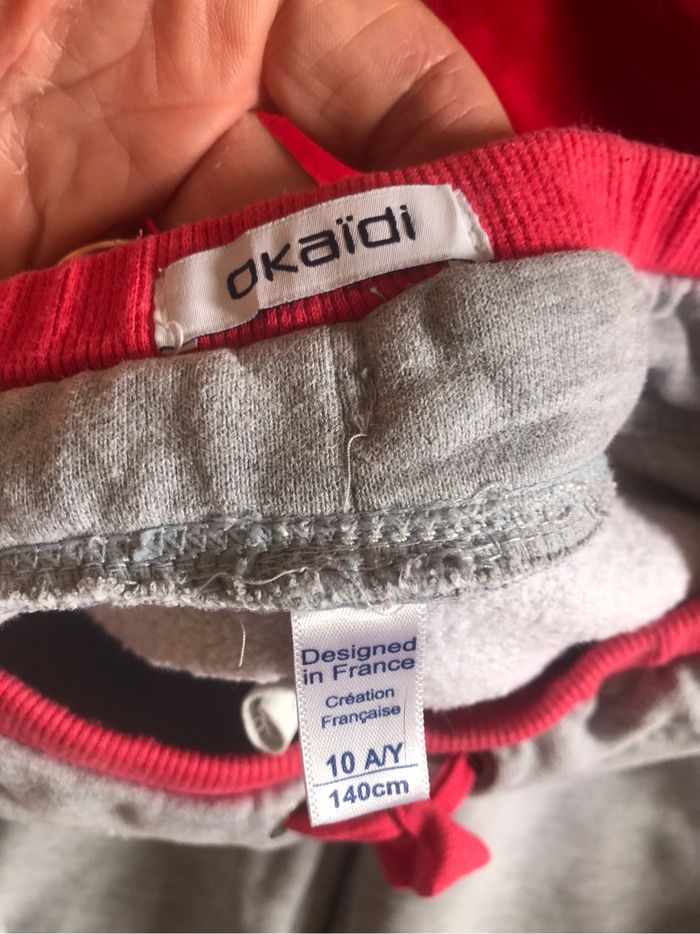 okaïdi
Designed
in France
Création
Française
10 A/Y
140cm